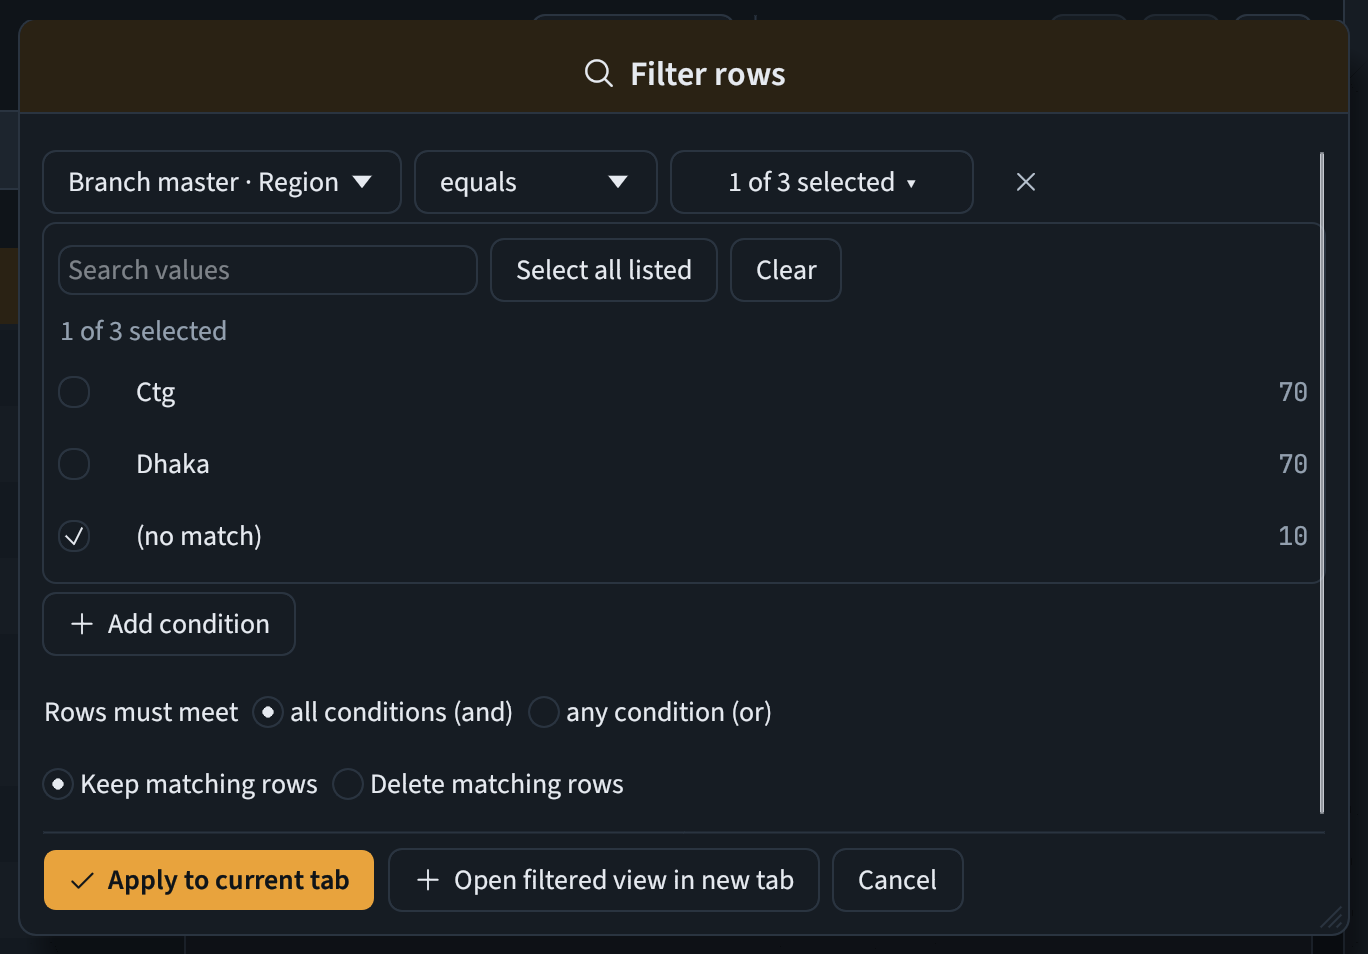 Filter rows
Branch master · Region ▼ equals ▼ 1 of 3 selected ▾ ×
Search values Select all listed Clear
1 of 3 selected
Ctg 70
Dhaka 70
✓ (no match) 10
+ Add condition
Rows must meet all conditions (and) any condition (or)
Keep matching rows Delete matching rows
✓ Apply to current tab + Open filtered view in new tab Cancel